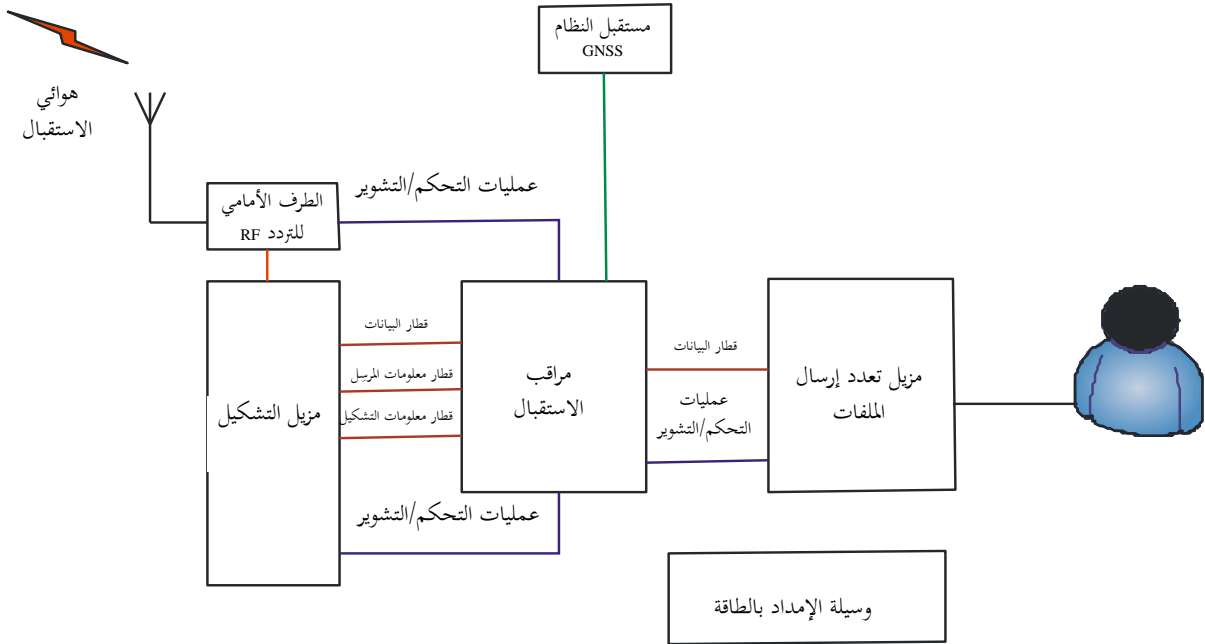 مستقبل النظام
GNSS
هوائي
الاستقبال
الطرف الأمامي
للتردد RF
عمليات التحكم/التشوير
قطار البيانات
قطار معلومات المرسِل
قطار معلومات التشكيل
مزيل التشكيل
مراقب
الاستقبال
قطار البيانات
عمليات
التحكم/التشوير
مزيل تعدد إرسال
الملفات
عمليات التحكم/التشوير
وسيلة الإمداد بالطاقة